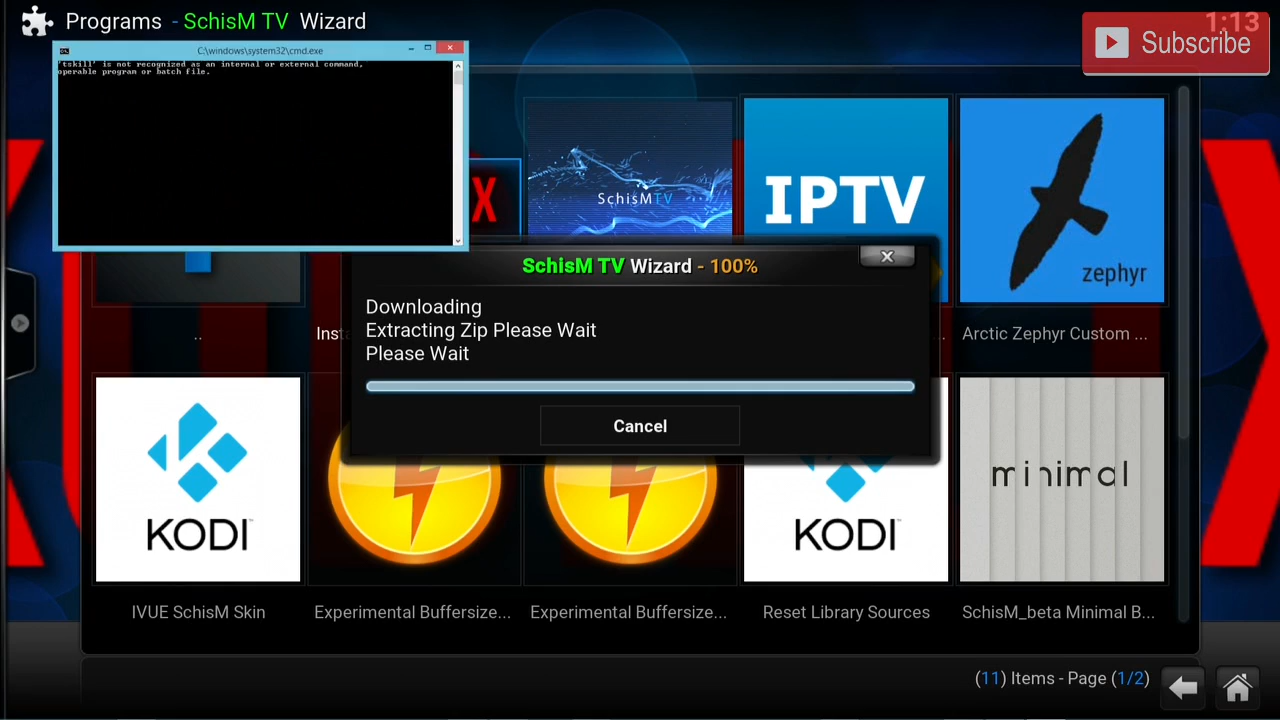 Programs - SchisM TV Wizard
1:13
Subscribe
C:\windows\system32\cmd.exe
'tskill' is not recognized as an internal or external command,
operable program or batch file.
X
SchisMTV
IPTV
zephyr
SchisM TV Wizard - 100%
Downloading
Extracting Zip Please Wait
Please Wait
Cancel
..
Inst
...
Arctic Zephyr Custom ...
KODI
KODI
minimal
IVUE SchisM Skin
Experimental Buffersize...
Experimental Buffersize...
Reset Library Sources
SchisM_beta Minimal B...
(11) Items - Page (1/2)